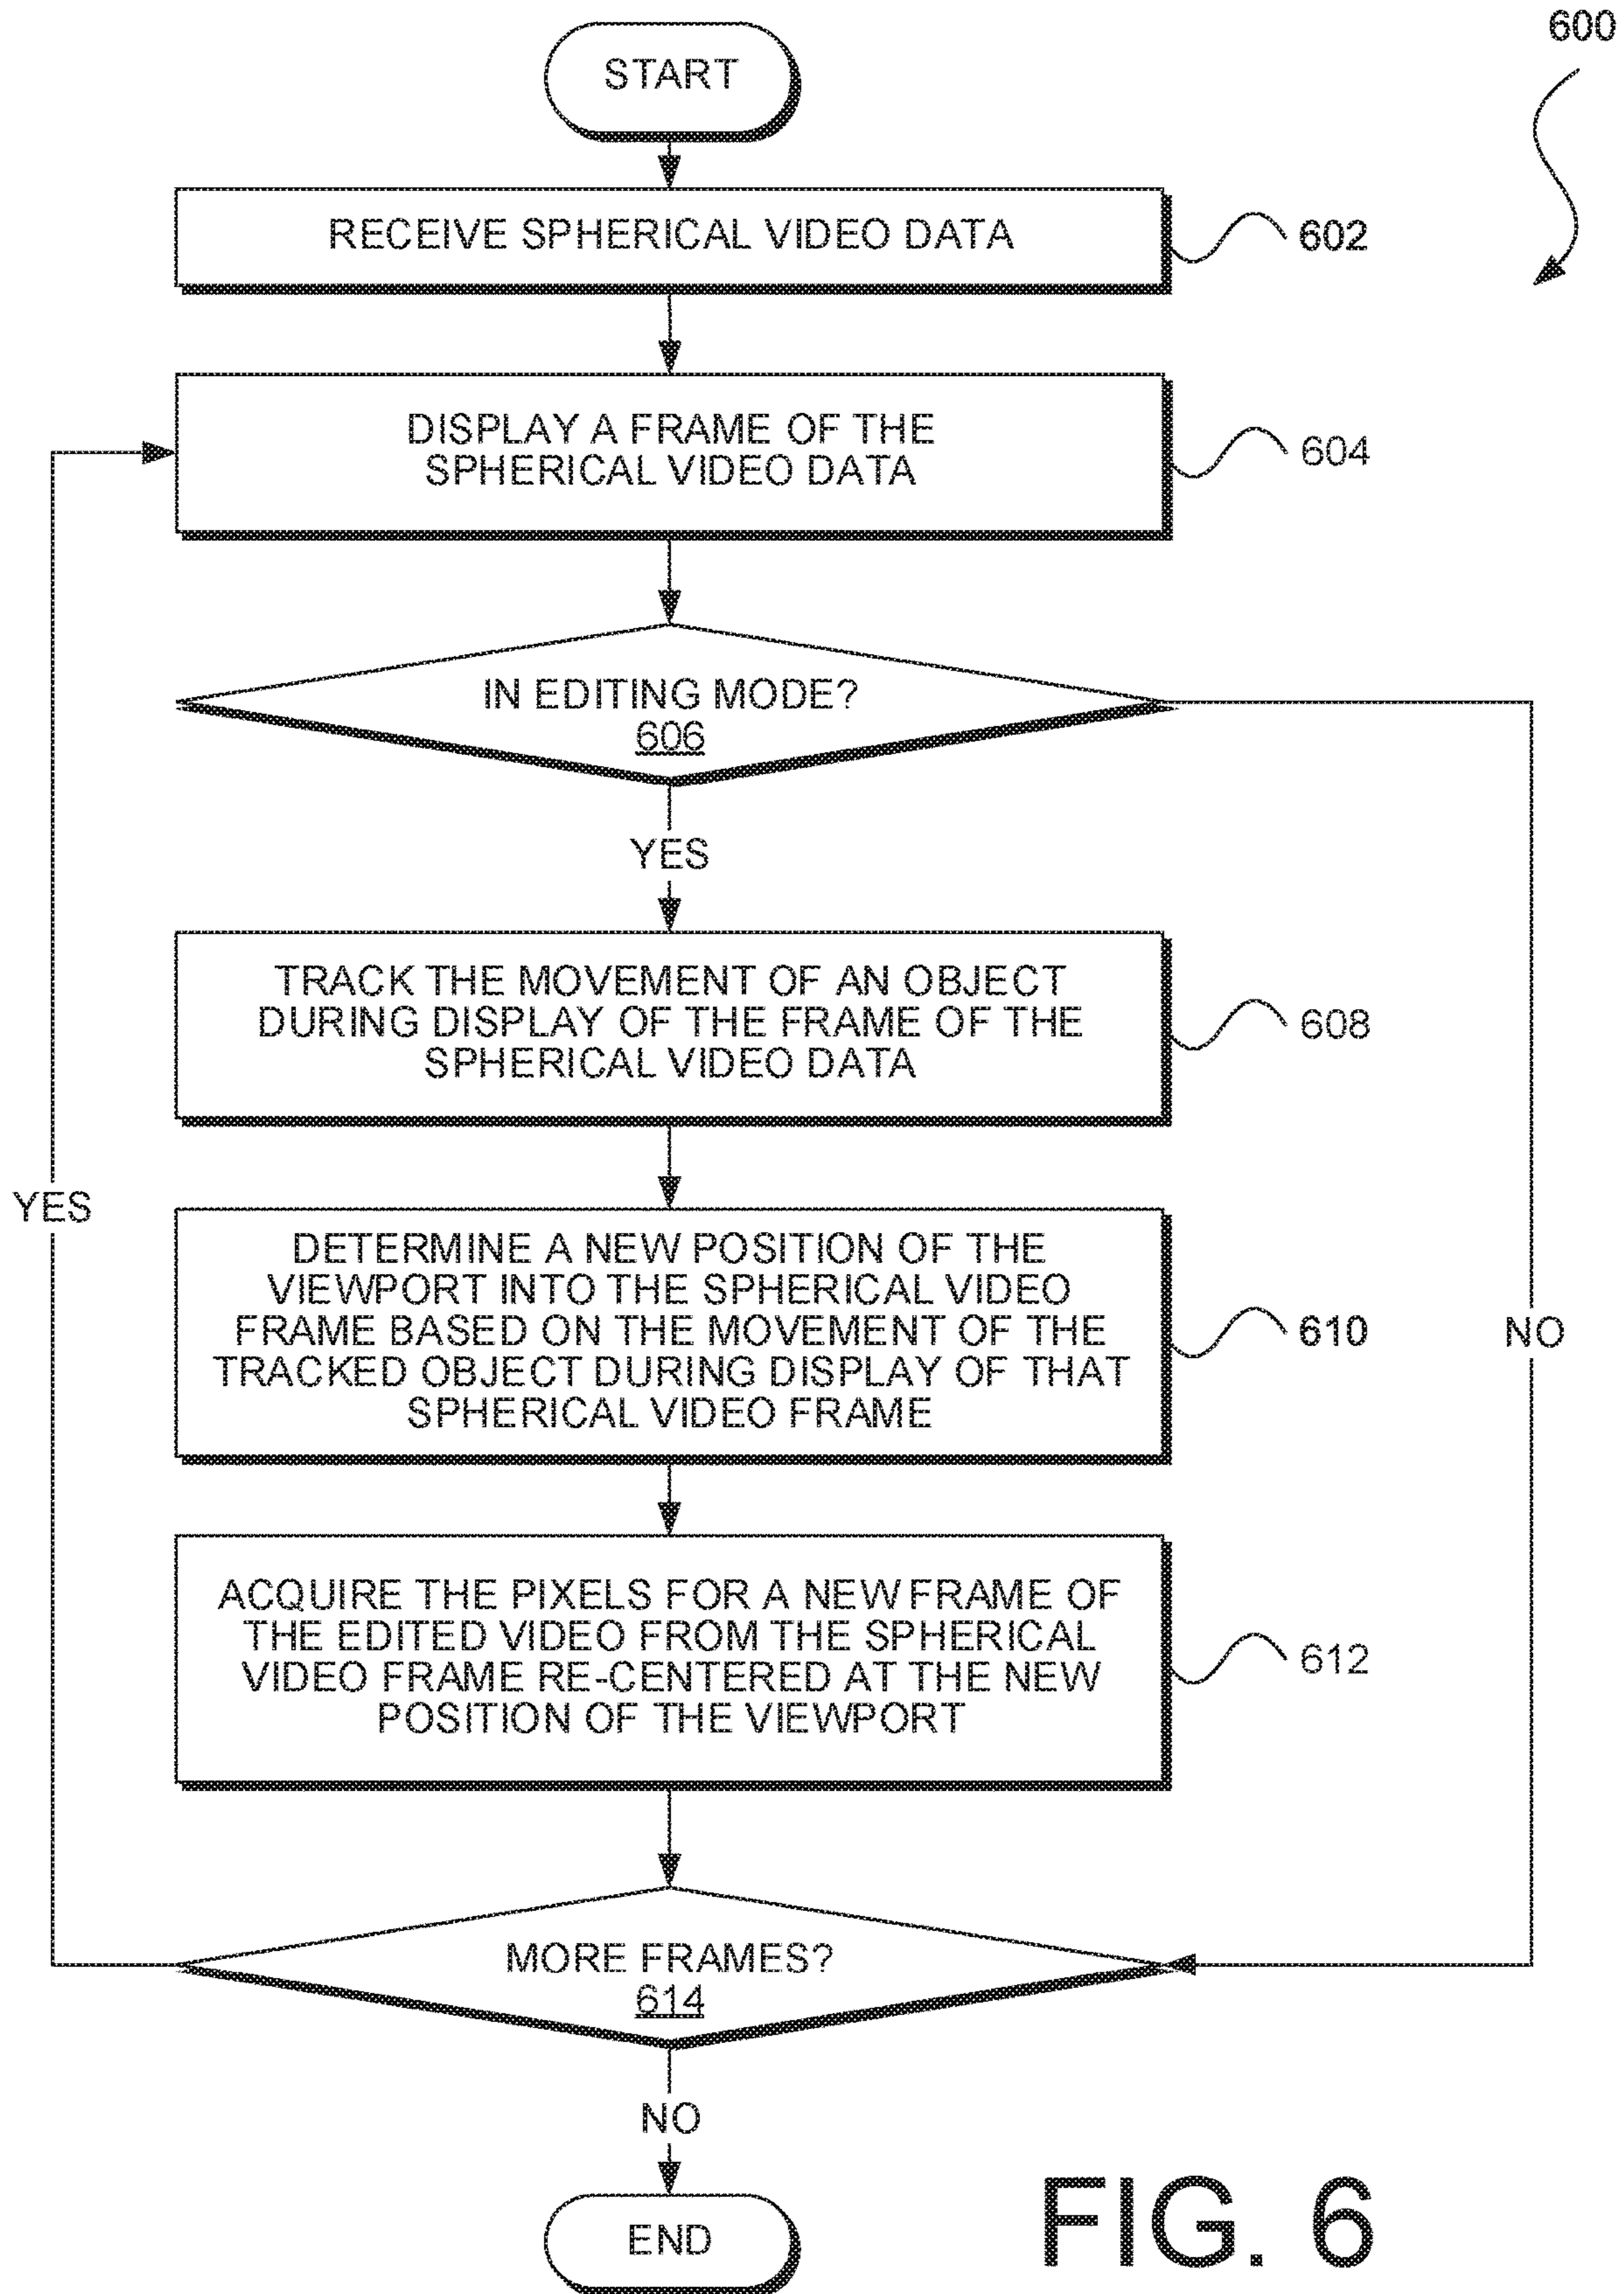 600
START
RECEIVE SPHERICAL VIDEO DATA
602
DISPLAY A FRAME OF THE
SPHERICAL VIDEO DATA
604
IN EDITING MODE?
606
YES
TRACK THE MOVEMENT OF AN OBJECT
DURING DISPLAY OF THE FRAME OF THE
SPHERICAL VIDEO DATA
608
YES
DETERMINE A NEW POSITION OF THE
VIEWPORT INTO THE SPHERICAL VIDEO
FRAME BASED ON THE MOVEMENT OF THE
TRACKED OBJECT DURING DISPLAY OF THAT
SPHERICAL VIDEO FRAME
610
NO
ACQUIRE THE PIXELS FOR A NEW FRAME OF
THE EDITED VIDEO FROM THE SPHERICAL
VIDEO FRAME RE-CENTERED AT THE NEW
POSITION OF THE VIEWPORT
612
MORE FRAMES?
614
NO
END
FIG. 6